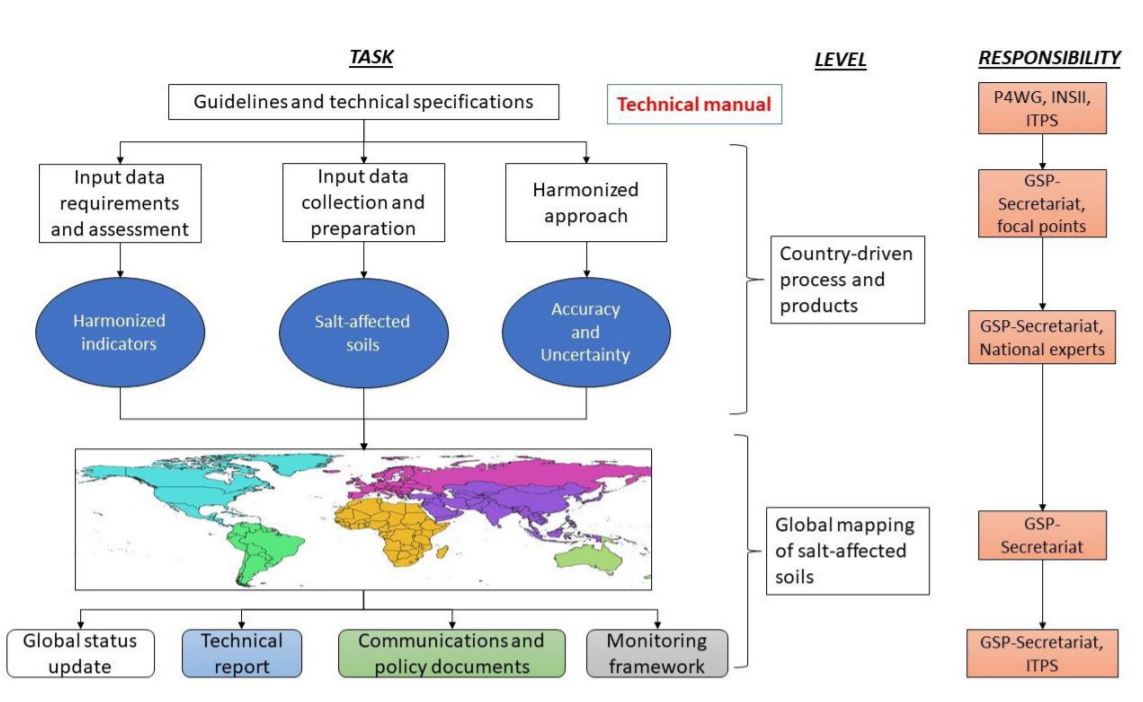 TASK
LEVEL
RESPONSIBILITY
Guidelines and technical specifications
Technical manual
P4WG, INSII,
ITPS
Input data
requirements
and assessment
Input data
collection and
preparation
Harmonized
approach
GSP-
Secretariat,
focal points
Country-driven
process and
products
Harmonized
indicators
Salt-affected
soils
Accuracy
and
Uncertainty
GSP-Secretariat,
National experts
Global mapping
of salt-affected
soils
GSP-
Secretariat
Global status
update
Technical
report
Communications and
policy documents
Monitoring
framework
GSP-Secretariat,
ITPS